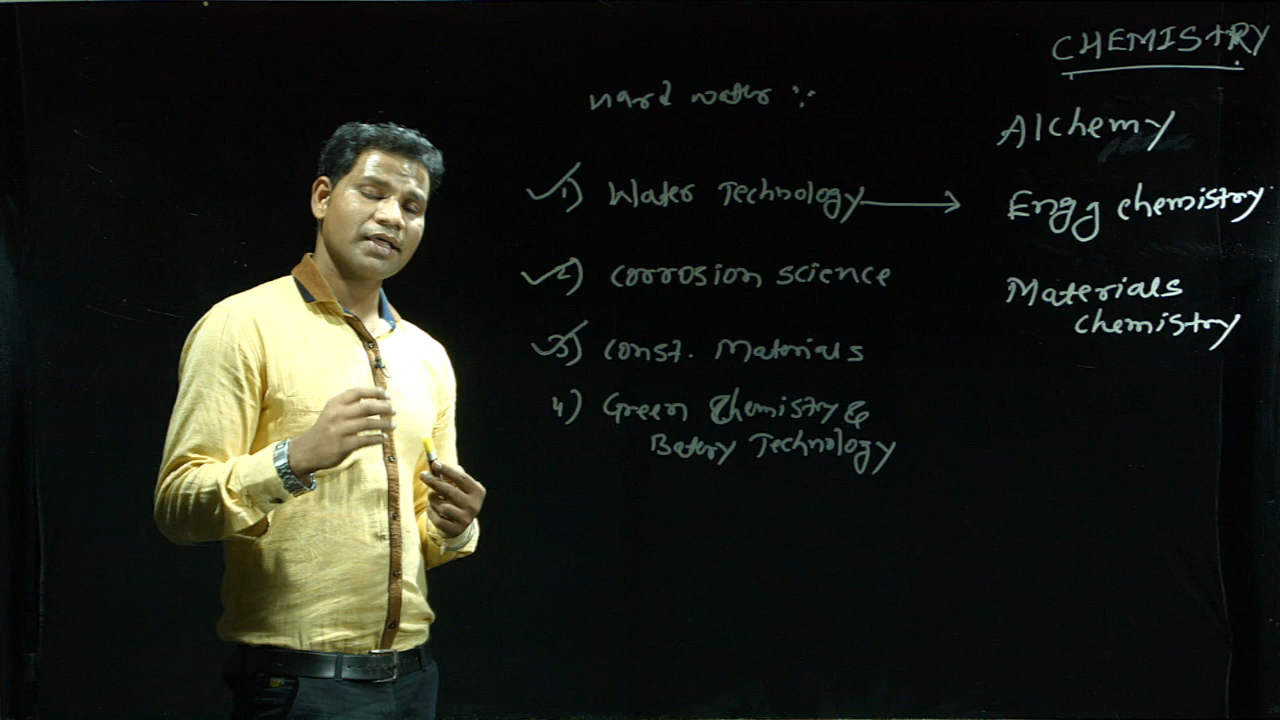 CHEMISTRY
Hard water :-
Alchemy
1) Water Technology → Engg chemistry
2) corrosion science
Materials
chemistry
3) const. Materials
4) Green Chemistry &
Battery Technology